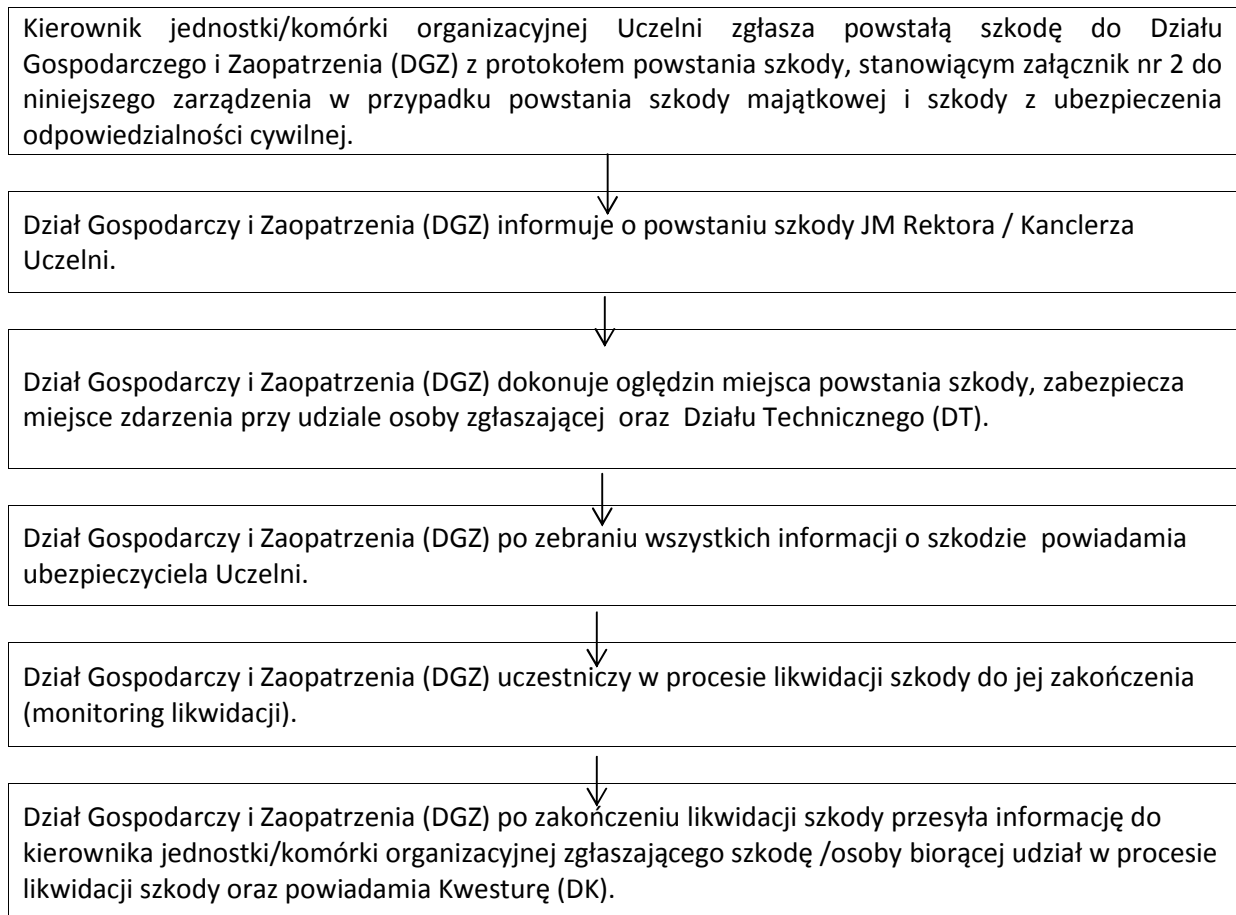 Kierownik jednostki/komórki organizacyjnej Uczelni zgłasza powstałą szkodę do Działu
Gospodarczego i Zaopatrzenia (DGZ) z protokołem powstania szkody, stanowiącym załącznik nr 2 do
niniejszego zarządzenia w przypadku powstania szkody majątkowej i szkody z ubezpieczenia
odpowiedzialności cywilnej.
Dział Gospodarczy i Zaopatrzenia (DGZ) informuje o powstaniu szkody JM Rektora / Kanclerza
Uczelni.
Dział Gospodarczy i Zaopatrzenia (DGZ) dokonuje oględzin miejsca powstania szkody, zabezpiecza
miejsce zdarzenia przy udziale osoby zgłaszającej oraz Działu Technicznego (DT).
Dział Gospodarczy i Zaopatrzenia (DGZ) po zebraniu wszystkich informacji o szkodzie powiadamia
ubezpieczyciela Uczelni.
Dział Gospodarczy i Zaopatrzenia (DGZ) uczestniczy w procesie likwidacji szkody do jej zakończenia
(monitoring likwidacji).
Dział Gospodarczy i Zaopatrzenia (DGZ) po zakończeniu likwidacji szkody przesyła informację do
kierownika jednostki/komórki organizacyjnej zgłaszającego szkodę /osoby biorącej udział w procesie
likwidacji szkody oraz powiadamia Kwesturę (DK).